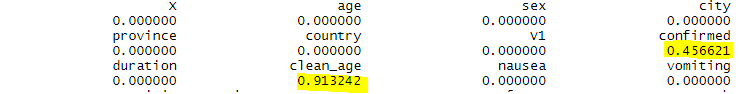 X age sex city
0.000000 0.000000 0.000000 0.000000
province country v1 confirmed
0.000000 0.000000 0.000000 0.456621
duration clean_age nausea vomiting
0.000000 0.913242 0.000000 0.000000